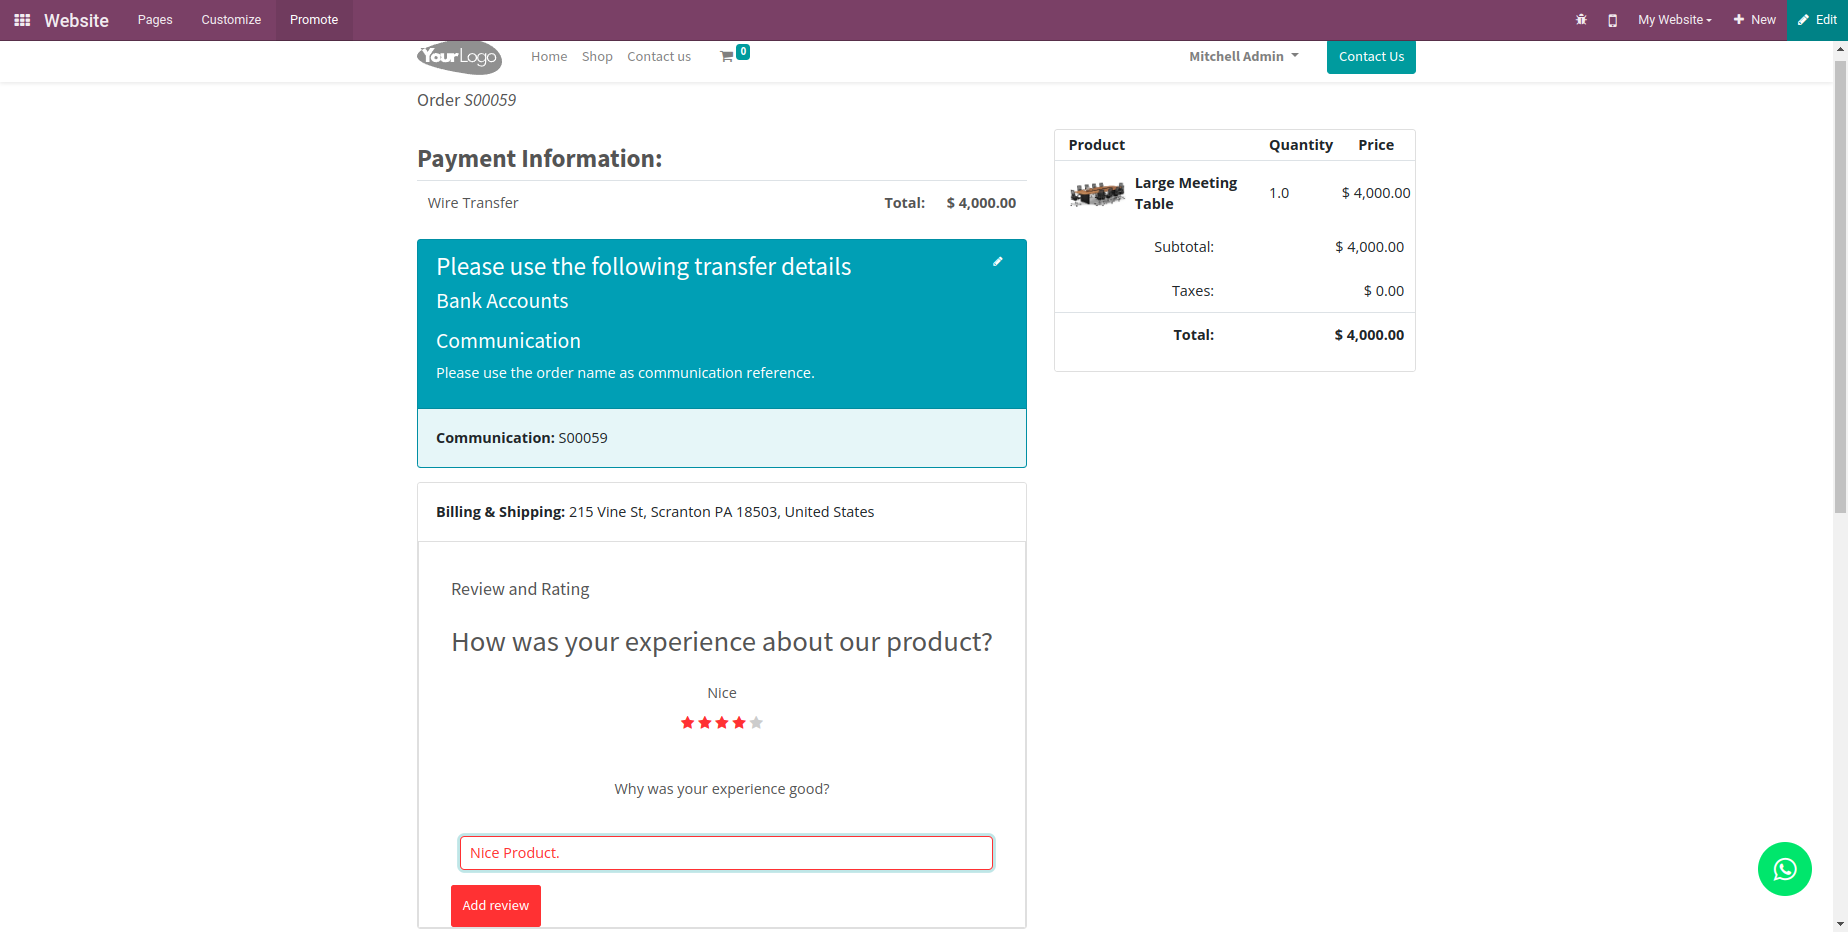 Website Pages Customize Promote My Website New Edit
YourLogo Home Shop Contact us 0 Mitchell Admin Contact Us
Order S00059
Payment Information:
Wire Transfer Total: $ 4,000.00
Please use the following transfer details
Bank Accounts
Communication
Please use the order name as communication reference.
Communication: S00059
Billing & Shipping: 215 Vine St, Scranton PA 18503, United States
Review and Rating
How was your experience about our product?
Nice
Why was your experience good?
Nice Product.
Add review
Product Quantity Price
Large Meeting
Table 1.0 $ 4,000.00
Subtotal: $ 4,000.00
Taxes: $ 0.00
Total: $ 4,000.00